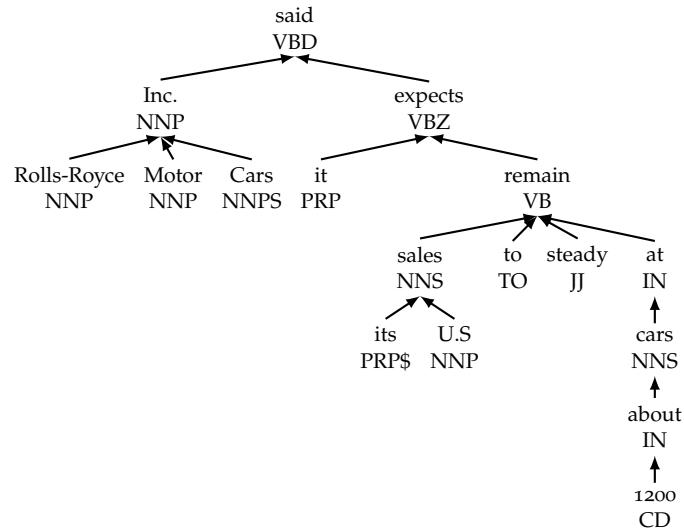 said
VBD
Inc. expects
NNP VBZ
Rolls-Royce Motor Cars it remain
NNP NNP NNPS PRP VB
sales to steady at
NNS TO JJ IN
its U.S cars
PRP$ NNP NNS
about
IN
1200
CD